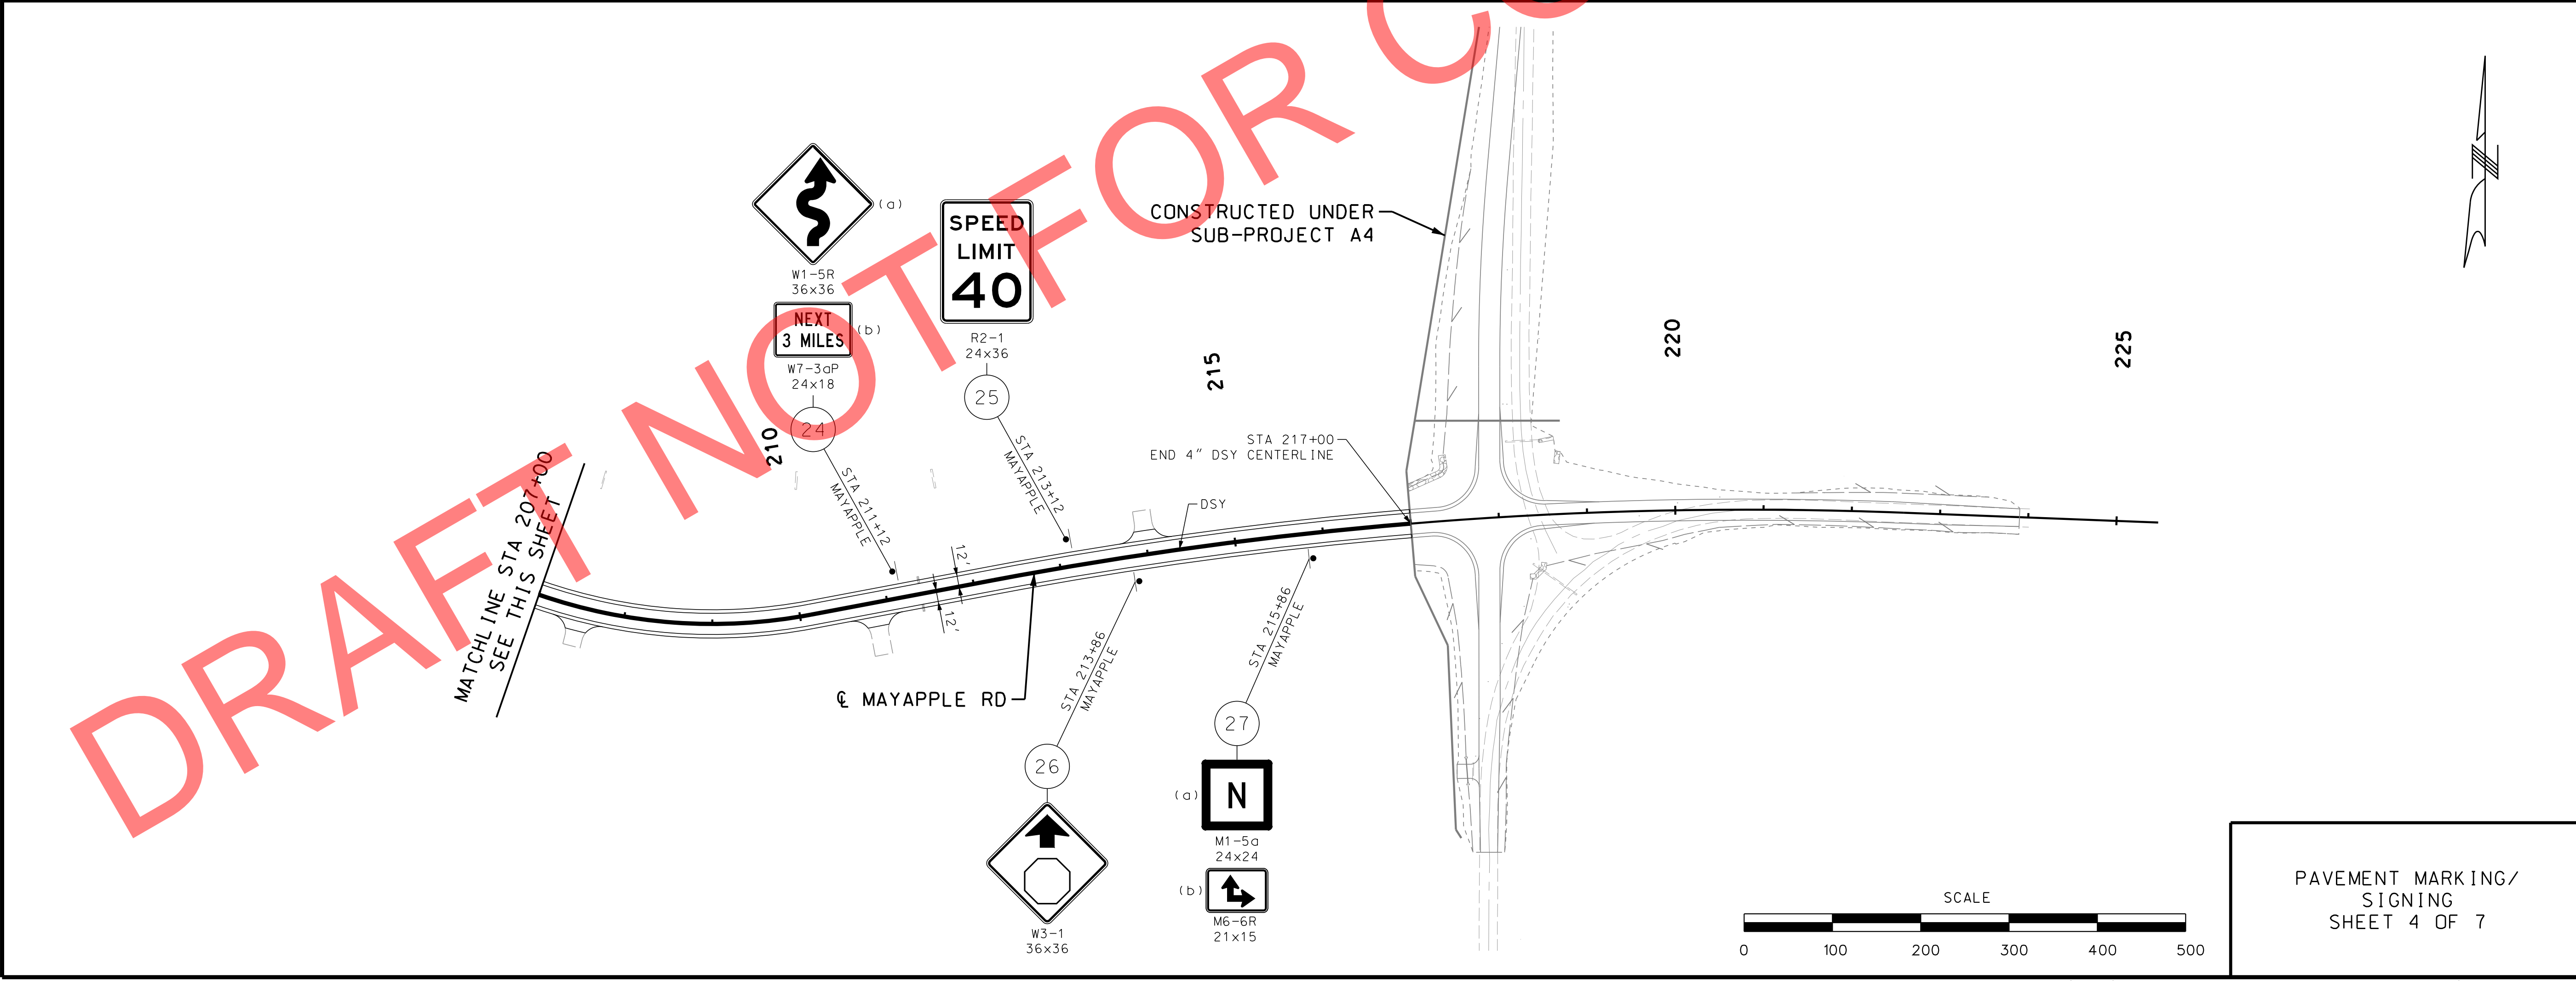 DRAFT NOT FOR CO
(a)
W1-5R
36x36
NEXT
3 MILES
(b)
W7-3aP
24x18
24
STA 211+12
MAYAPPLE
SPEED
LIMIT
40
R2-1
24x36
25
STA 213+12
MAYAPPLE
CONSTRUCTED UNDER
SUB-PROJECT A4
N
210
215
220
225
STA 217+00
END 4" DSY CENTERLINE
DSY
MATCHLINE STA 207+00
SEE THIS SHEET
12'
12'
℄ MAYAPPLE RD
STA 213+86
MAYAPPLE
26
W3-1
36x36
STA 215+86
MAYAPPLE
27
(a)
N
M1-5a
24x24
(b)
M6-6R
21x15
SCALE
0 100 200 300 400 500
PAVEMENT MARKING/
SIGNING
SHEET 4 OF 7